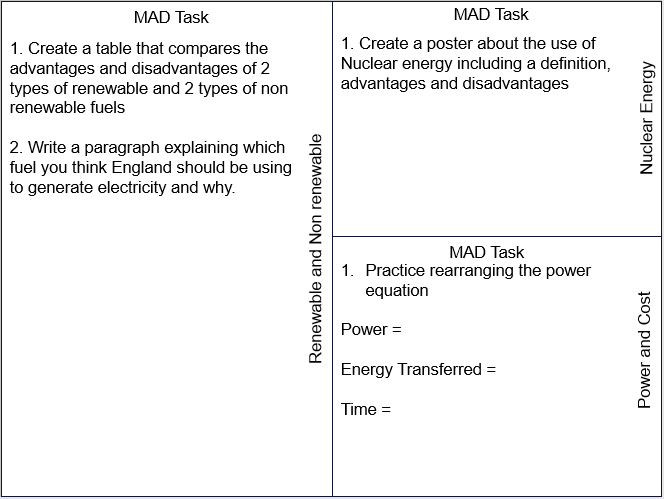 MAD Task
1. Create a table that compares the
advantages and disadvantages of 2
types of renewable and 2 types of non
renewable fuels
2. Write a paragraph explaining which
fuel you think England should be using
to generate electricity and why.
Renewable and Non renewable
MAD Task
1. Create a poster about the use of
Nuclear energy including a definition,
advantages and disadvantages
Nuclear Energy
MAD Task
1. Practice rearranging the power
equation
Power =
Energy Transferred =
Time =
Power and Cost